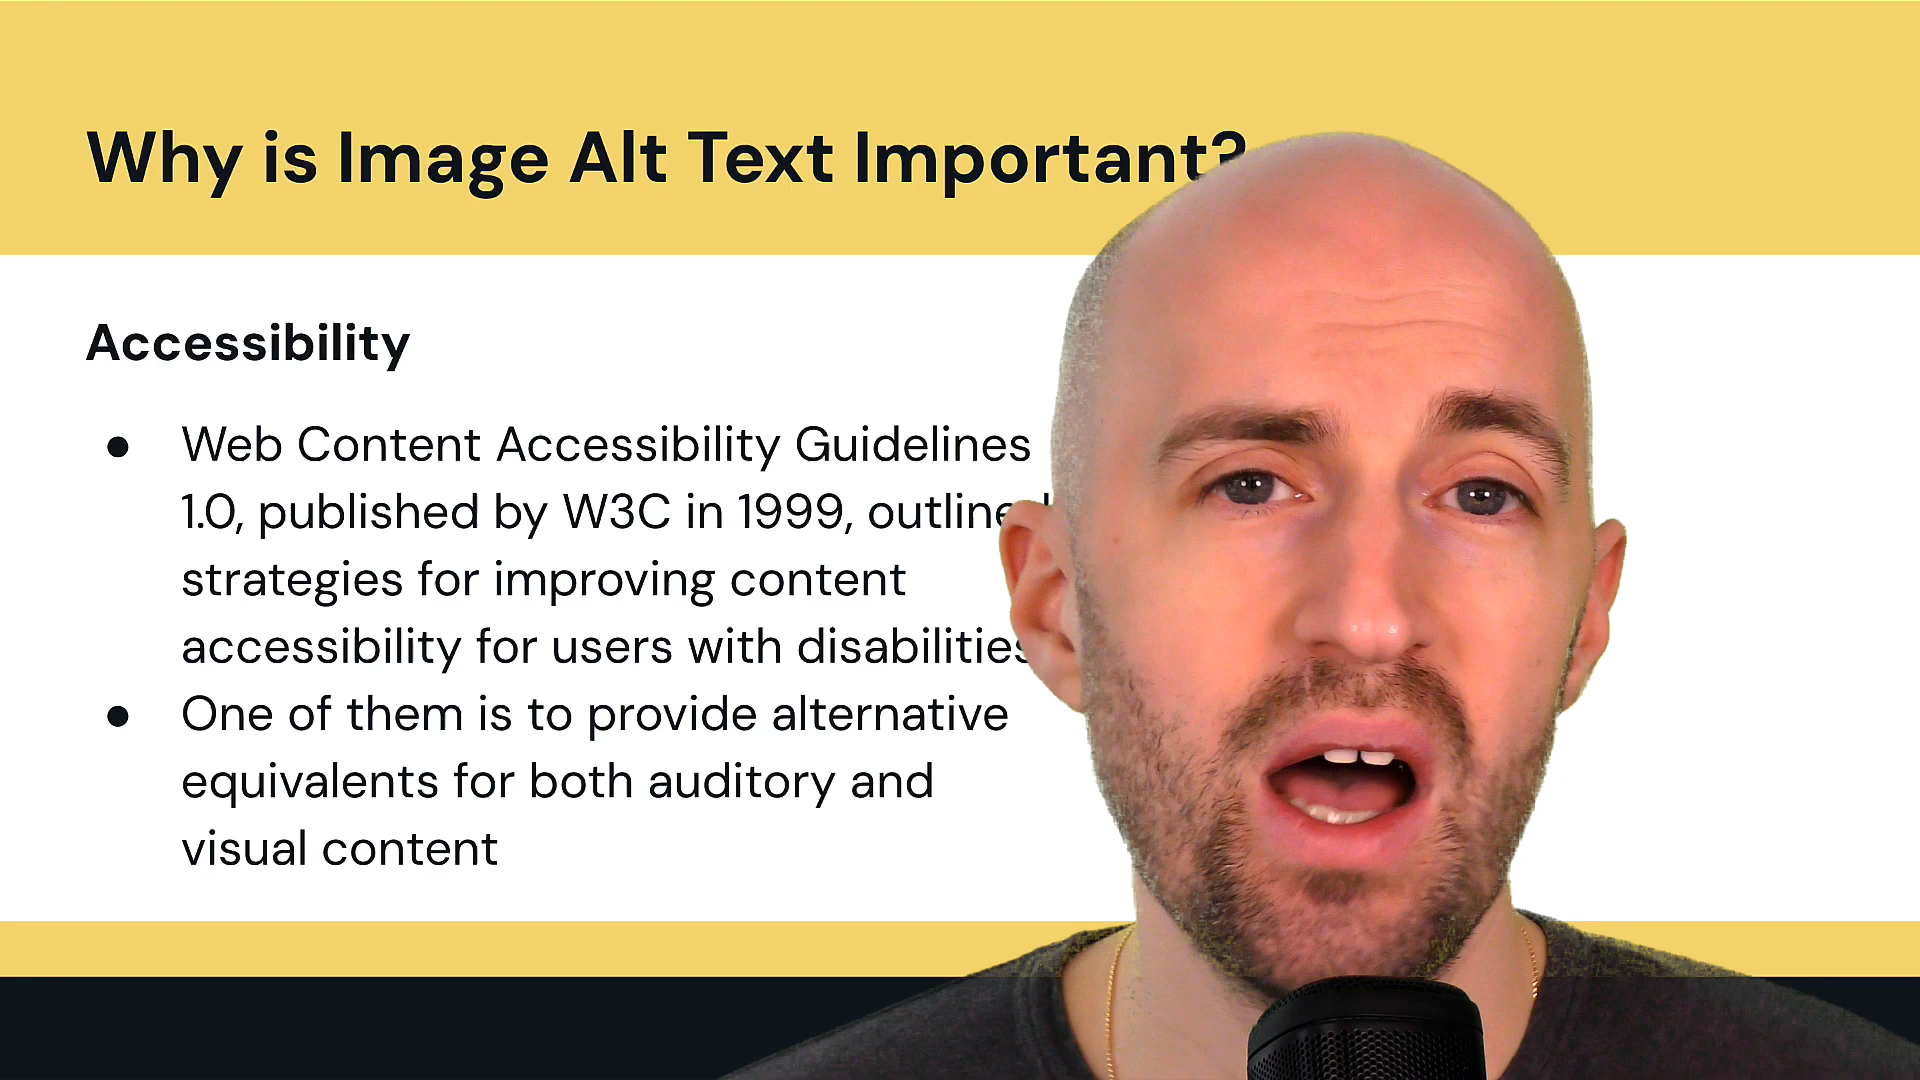 Why is Image Alt Text Important?
Accessibility
● Web Content Accessibility Guidelines
1.0, published by W3C in 1999, outlined
strategies for improving content
accessibility for users with disabilities
● One of them is to provide alternative
equivalents for both auditory and
visual content